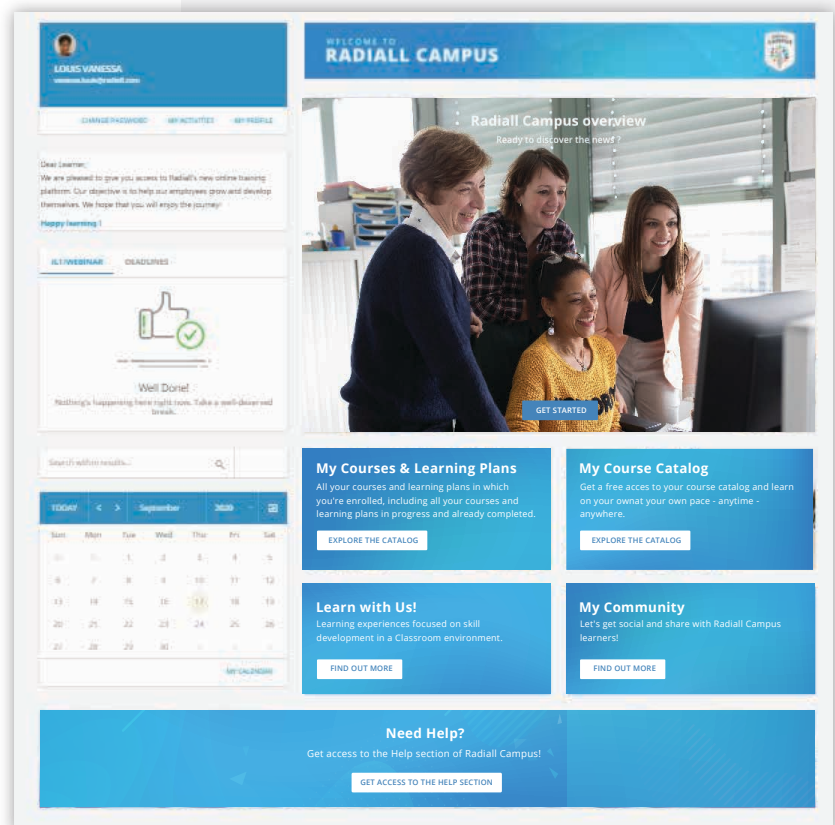 LOUIS VANESSA
CHANGE PASSWORD MY ACTIVITIES MY PROFILE
Dear Learner,
We are pleased to give you access to Radiall's new online training
platform. Our objective is to help our employees grow and develop
themselves. We hope that you will enjoy the journey!
Happy learning !
ILT/WEBINAR DEADLINES
Well Done!
Nothing's happening here right now. Take a well-deserved
break.
Search within results...
TODAY < > September 2020
Sun Mon Tue Wed Thu Fri Sat
1 2 3 4 5
6 7 8 9 10 11 12
13 14 15 16 17 18 19
20 21 22 23 24 25 26
27 28 29 30
MY CALENDAR
WELCOME TO
RADIALL CAMPUS
Radiall Campus overview
Ready to discover the news ?
GET STARTED
My Courses & Learning Plans
All your courses and learning plans in which
you're enrolled, including all your courses and
learning plans in progress and already completed.
EXPLORE THE CATALOG
My Course Catalog
Get a free acces to your course catalog and learn
on your ownat your own pace - anytime -
anywhere.
EXPLORE THE CATALOG
Learn with Us!
Learning experiences focused on skill
development in a Classroom environment.
FIND OUT MORE
My Community
Let's get social and share with Radiall Campus
learners!
FIND OUT MORE
Need Help?
Get access to the Help section of Radiall Campus!
GET ACCESS TO THE HELP SECTION